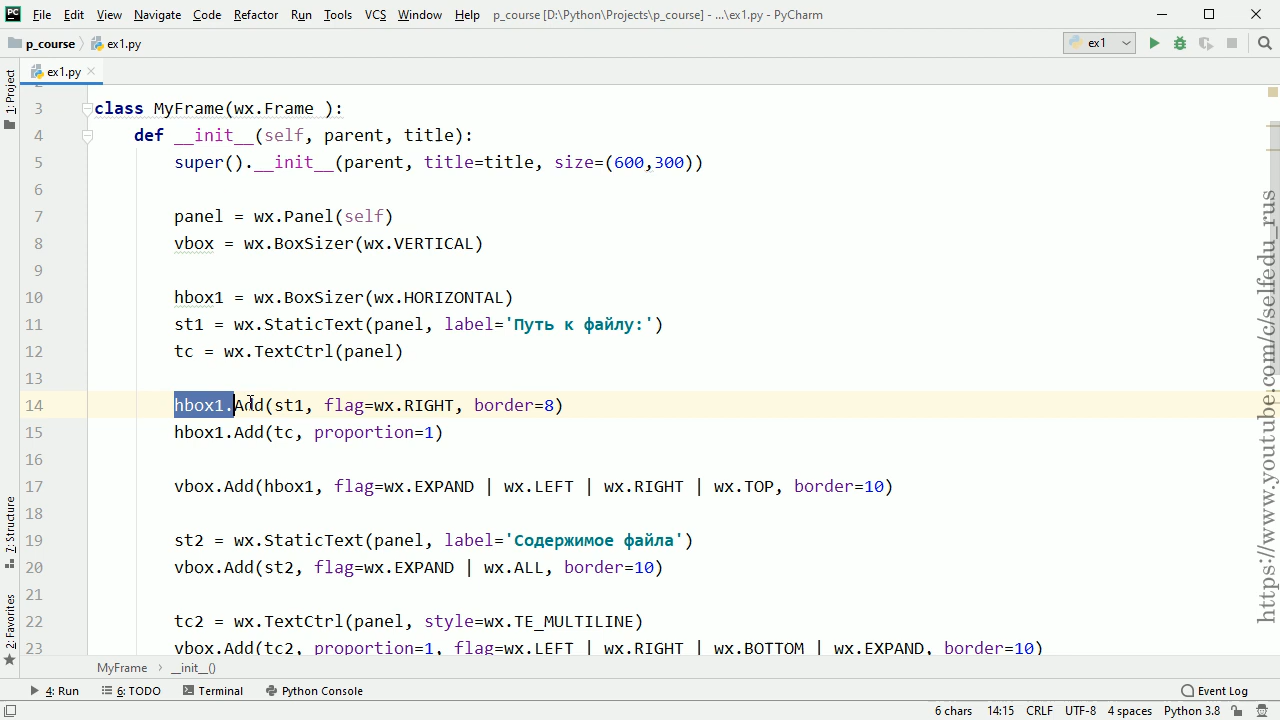 File Edit View Navigate Code Refactor Run Tools VCS Window Help p_course [D:\Python\Projects\p_course] - ...\ex1.py - PyCharm
p_course ex1.py ex1
ex1.py
1: Project
3 class MyFrame(wx.Frame ):
4 def __init__(self, parent, title):
5 super().__init__(parent, title=title, size=(600,300))
6
7 panel = wx.Panel(self)
8 vbox = wx.BoxSizer(wx.VERTICAL)
9
10 hbox1 = wx.BoxSizer(wx.HORIZONTAL)
11 st1 = wx.StaticText(panel, label='Путь к файлу:')
12 tc = wx.TextCtrl(panel)
13
14 hbox1.Add(st1, flag=wx.RIGHT, border=8)
15 hbox1.Add(tc, proportion=1)
16
17 vbox.Add(hbox1, flag=wx.EXPAND | wx.LEFT | wx.RIGHT | wx.TOP, border=10)
18
19 st2 = wx.StaticText(panel, label='Содержимое файла')
20 vbox.Add(st2, flag=wx.EXPAND | wx.ALL, border=10)
21
22 tc2 = wx.TextCtrl(panel, style=wx.TE_MULTILINE)
23 vbox.Add(tc2, proportion=1, flag=wx.LEFT | wx.RIGHT | wx.BOTTOM | wx.EXPAND, border=10)
https://www.youtube.com/c/selfedu_rus
7: Structure
2: Favorites
MyFrame __init__()
4: Run 6: TODO Terminal Python Console Event Log
6 chars 14:15 CRLF UTF-8 4 spaces Python 3.8